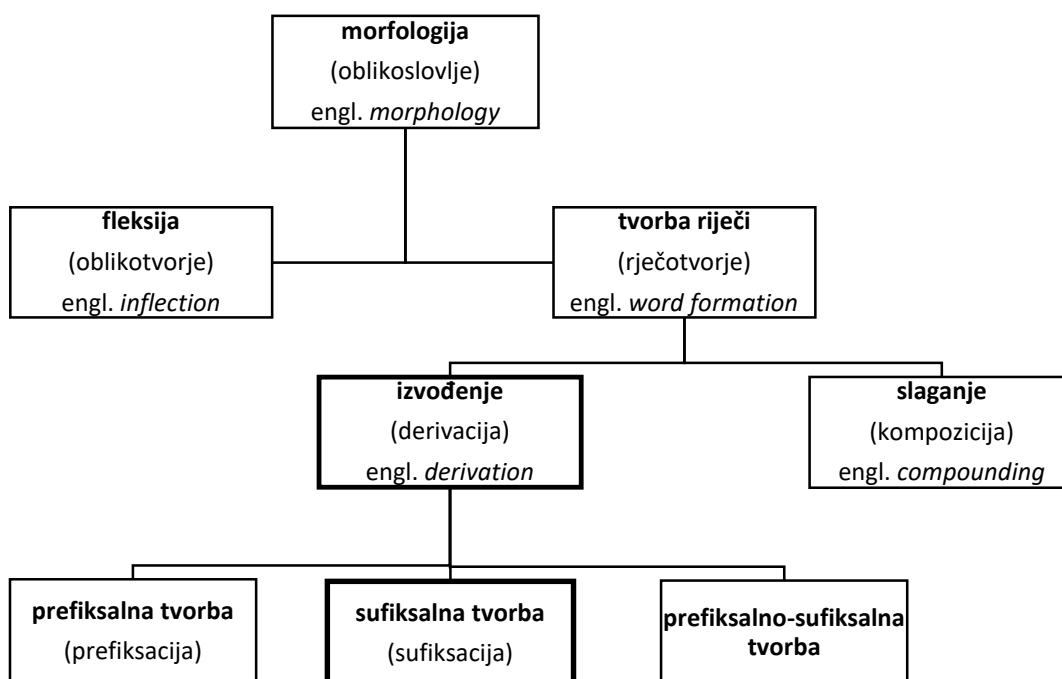 morfologija
(oblikoslovlje)
engl. morphology
fleksija
(oblikotvorje)
engl. inflection
tvorba riječi
(rječotvorje)
engl. word formation
izvođenje
(derivacija)
engl. derivation
slaganje
(kompozicija)
engl. compounding
prefiksalna tvorba
(prefiksacija)
sufiksalna tvorba
(sufiksacija)
prefiksalno-sufiksalna
tvorba